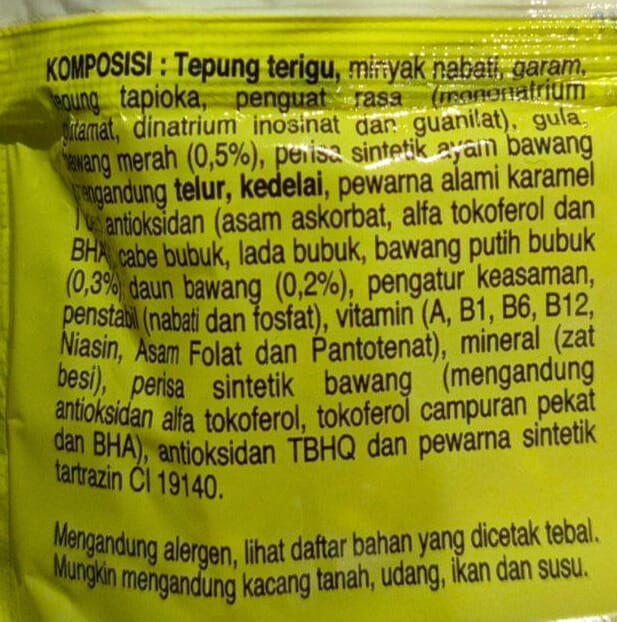 KOMPOSISI : Tepung terigu, minyak nabati, garam,
tapioka, penguat rasa (mononatrium
glutamat, dinatrium inosinat dan guanilat), gula,
bawang merah (0,5%), perisa sintetik ayam bawang
mengandung telur, kedelai, pewarna alami karamel
antioksidan (asam askorbat, alfa tokoferol dan
BHA) cabe bubuk, lada bubuk, bawang putih bubuk
(0,3%) daun bawang (0,2%), pengatur keasaman,
penstabil (nabati dan fosfat), vitamin (A, B1, B6, B12,
Niasin, Asam Folat dan Pantotenat), mineral (zat
besi), perisa sintetik bawang (mengandung
antioksidan alfa tokoferol, tokoferol campuran pekat
dan BHA), antioksidan TBHQ dan pewarna sintetik
tartrazin CI 19140.
Mengandung alergen, lihat daftar bahan yang dicetak tebal.
Mungkin mengandung kacang tanah, udang, ikan dan susu.